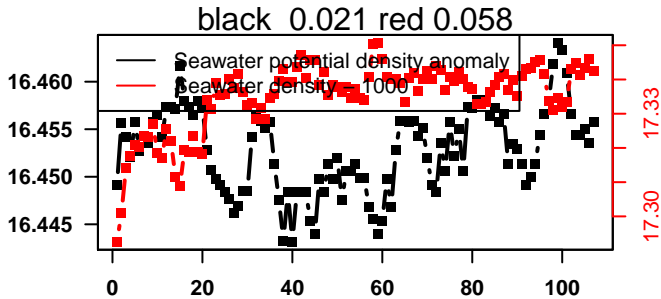 black 0.021 red 0.058
Seawater potential density anomaly
Seawater density - 1000
16.460
16.455
16.450
16.445
17.33
17.30
0 20 40 60 80 100